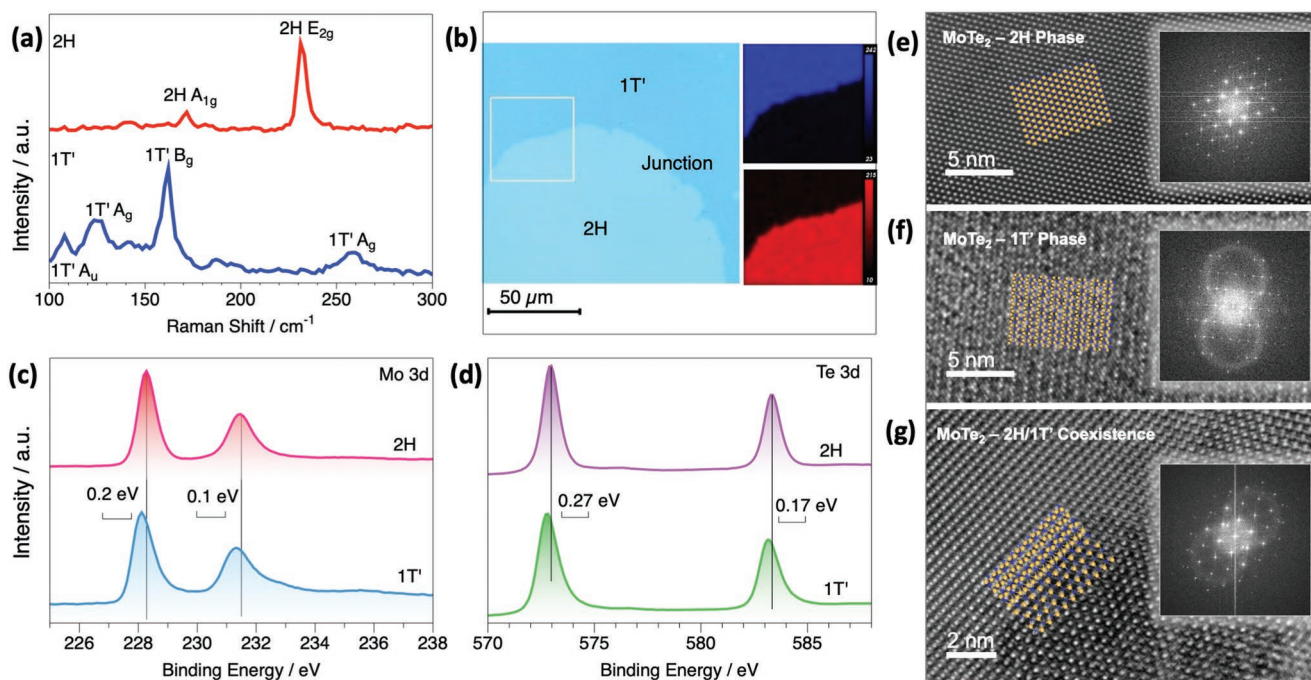 (a)
2H
2H E2g
2H A1g
1T'
1T' Bg
1T' Ag
1T' Ag
1T' Au
Intensity / a.u.
100 150 200 250 300
Raman Shift / cm-1
(b)
1T'
Junction
2H
50 µm
242
23
215
10
(c)
Mo 3d
2H
0.2 eV
0.1 eV
1T'
Intensity / a.u.
226 228 230 232 234 236 238
Binding Energy / eV
(d)
Te 3d
2H
0.27 eV
0.17 eV
1T'
570 575 580 585
Binding Energy / eV
(e)
MoTe2 – 2H Phase
5 nm
(f)
MoTe2 – 1T' Phase
5 nm
(g)
MoTe2 – 2H/1T' Coexistence
2 nm